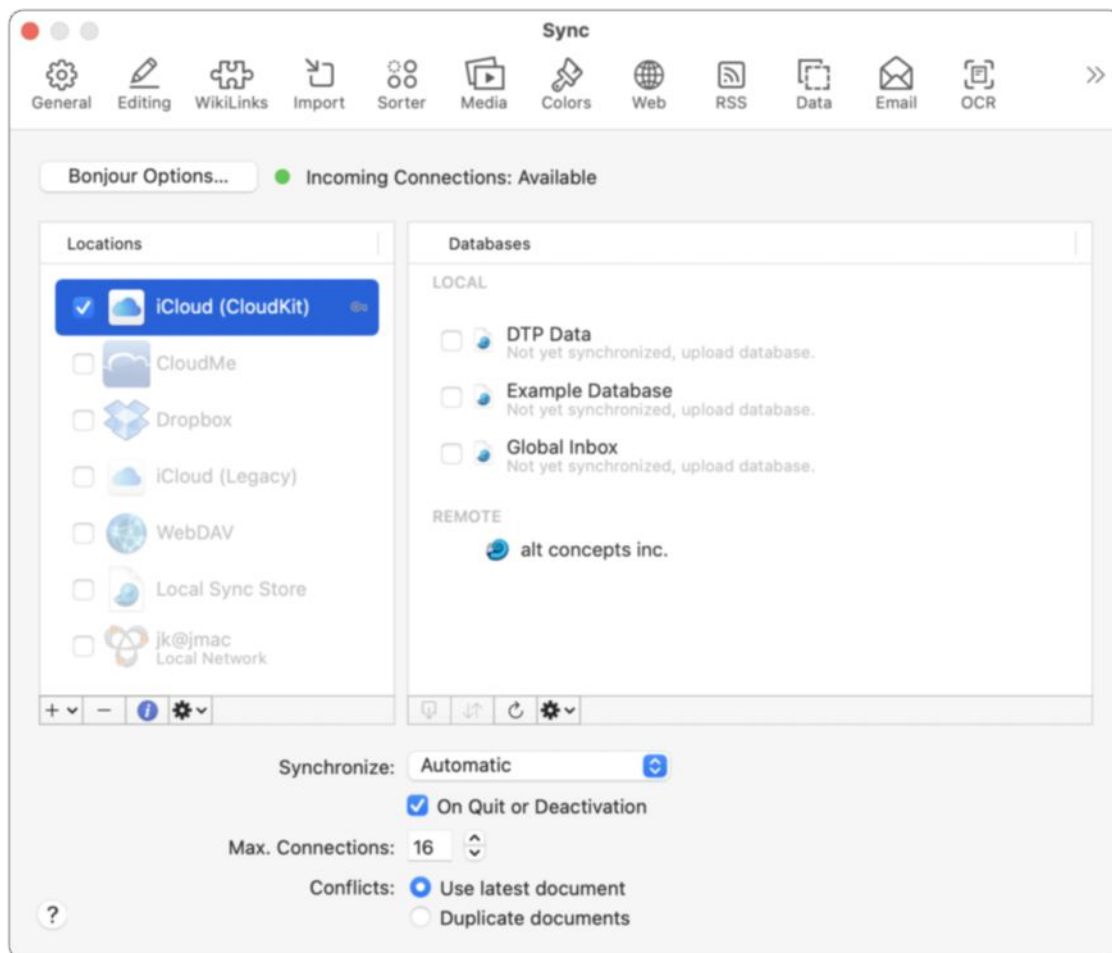 Sync
General Editing WikiLinks Import Sorter Media Colors Web RSS Data Email OCR
Bonjour Options... Incoming Connections: Available
Locations
iCloud (CloudKit)
CloudMe
Dropbox
iCloud (Legacy)
WebDAV
Local Sync Store
jk@jmac
Local Network
Databases
LOCAL
DTP Data
Not yet synchronized, upload database.
Example Database
Not yet synchronized, upload database.
Global Inbox
Not yet synchronized, upload database.
REMOTE
alt concepts inc.
Synchronize: Automatic
On Quit or Deactivation
Max. Connections: 16
Conflicts: Use latest document
Duplicate documents
?